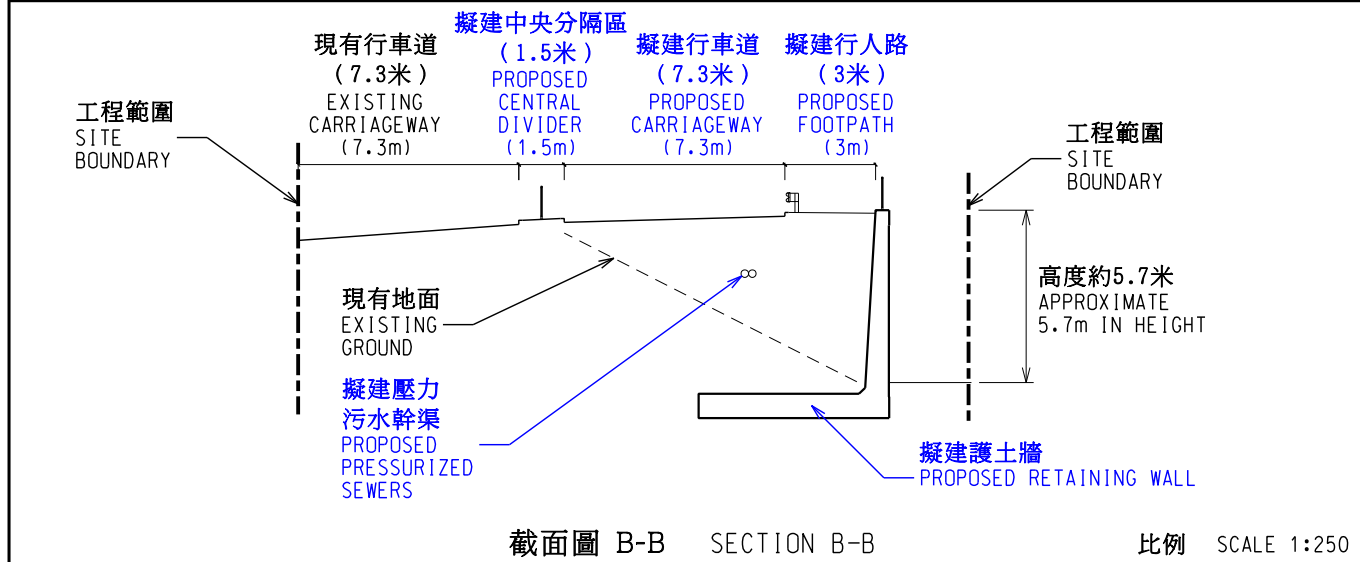 工程範圍
SITE
BOUNDARY
現有行車道
(7.3米)
EXISTING
CARRIAGEWAY
(7.3m)
擬建中央分隔區
(1.5米)
PROPOSED
CENTRAL
DIVIDER
(1.5m)
擬建行車道
(7.3米)
PROPOSED
CARRIAGEWAY
(7.3m)
擬建行人路
(3米)
PROPOSED
FOOTPATH
(3m)
工程範圍
SITE
BOUNDARY
高度約5.7米
APPROXIMATE
5.7m IN HEIGHT
現有地面
EXISTING
GROUND
擬建壓力
污水幹渠
PROPOSED
PRESSURIZED
SEWERS
擬建護土牆
PROPOSED RETAINING WALL
截面圖 B-B SECTION B-B
比例 SCALE 1:250